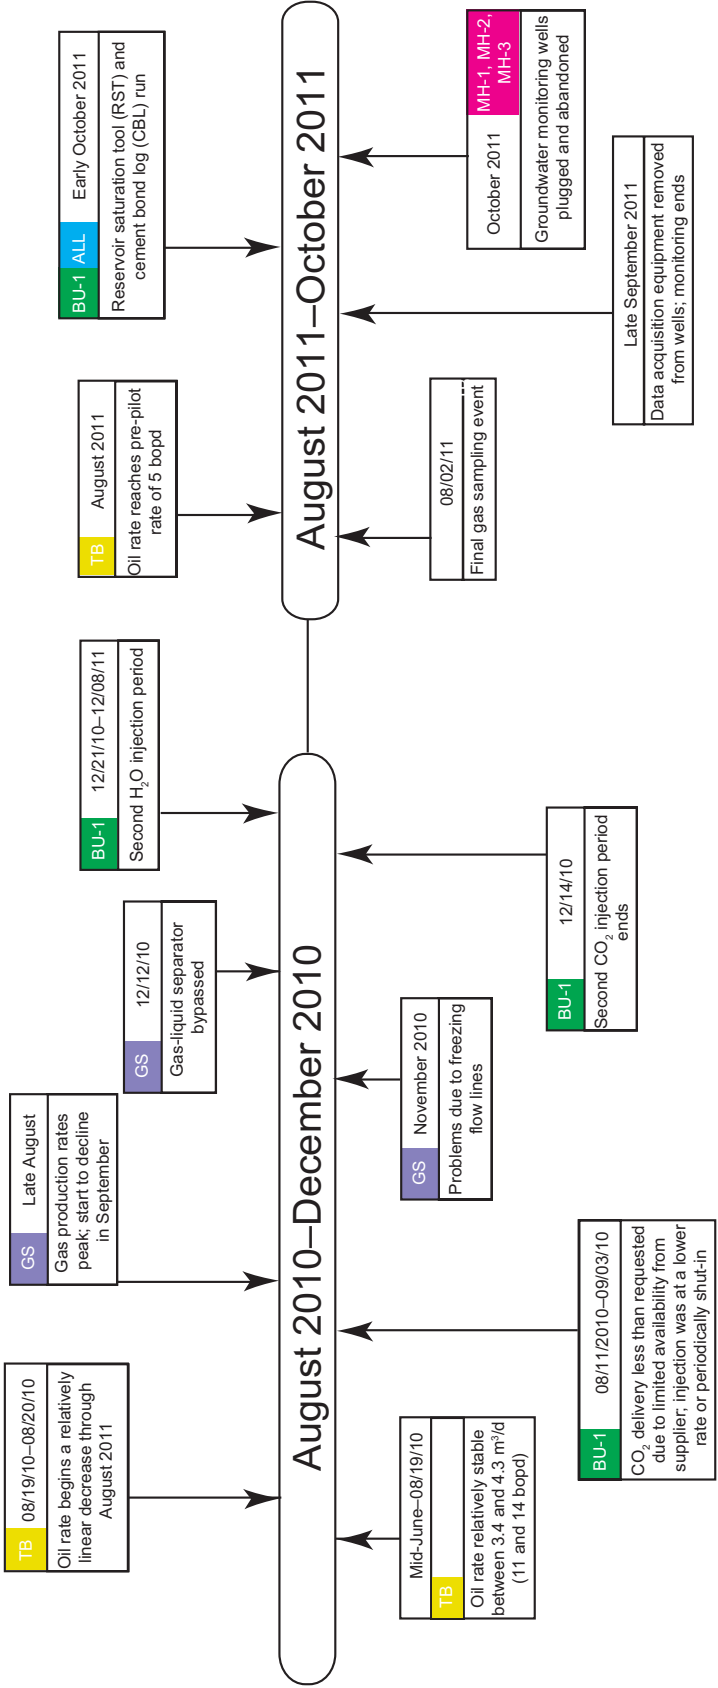 TB 08/19/10–08/20/10
Oil rate begins a relatively
linear decrease through
August 2011
GS Late August
Gas production rates
peak; start to decline
in September
GS 12/12/10
Gas-liquid separator
bypassed
BU-1 12/21/10–12/08/11
Second H₂O injection period
TB August 2011
Oil rate reaches pre-pilot
rate of 5 bopd
BU-1 ALL Early October 2011
Reservoir saturation tool (RST) and
cement bond log (CBL) run
August 2010–December 2010
August 2011–October 2011
Mid-June–08/19/10
TB
Oil rate relatively stable
between 3.4 and 4.3 m³/d
(11 and 14 bopd)
BU-1 08/11/2010–09/03/10
CO₂ delivery less than requested
due to limited availability from
supplier; injection was at a lower
rate or periodically shut-in
GS November 2010
Problems due to freezing
flow lines
BU-1 12/14/10
Second CO₂ injection period
ends
08/02/11
Final gas sampling event
Late September 2011
Data acquisition equipment removed
from wells; monitoring ends
October 2011 MH-1, MH-2,
MH-3
Groundwater monitoring wells
plugged and abandoned